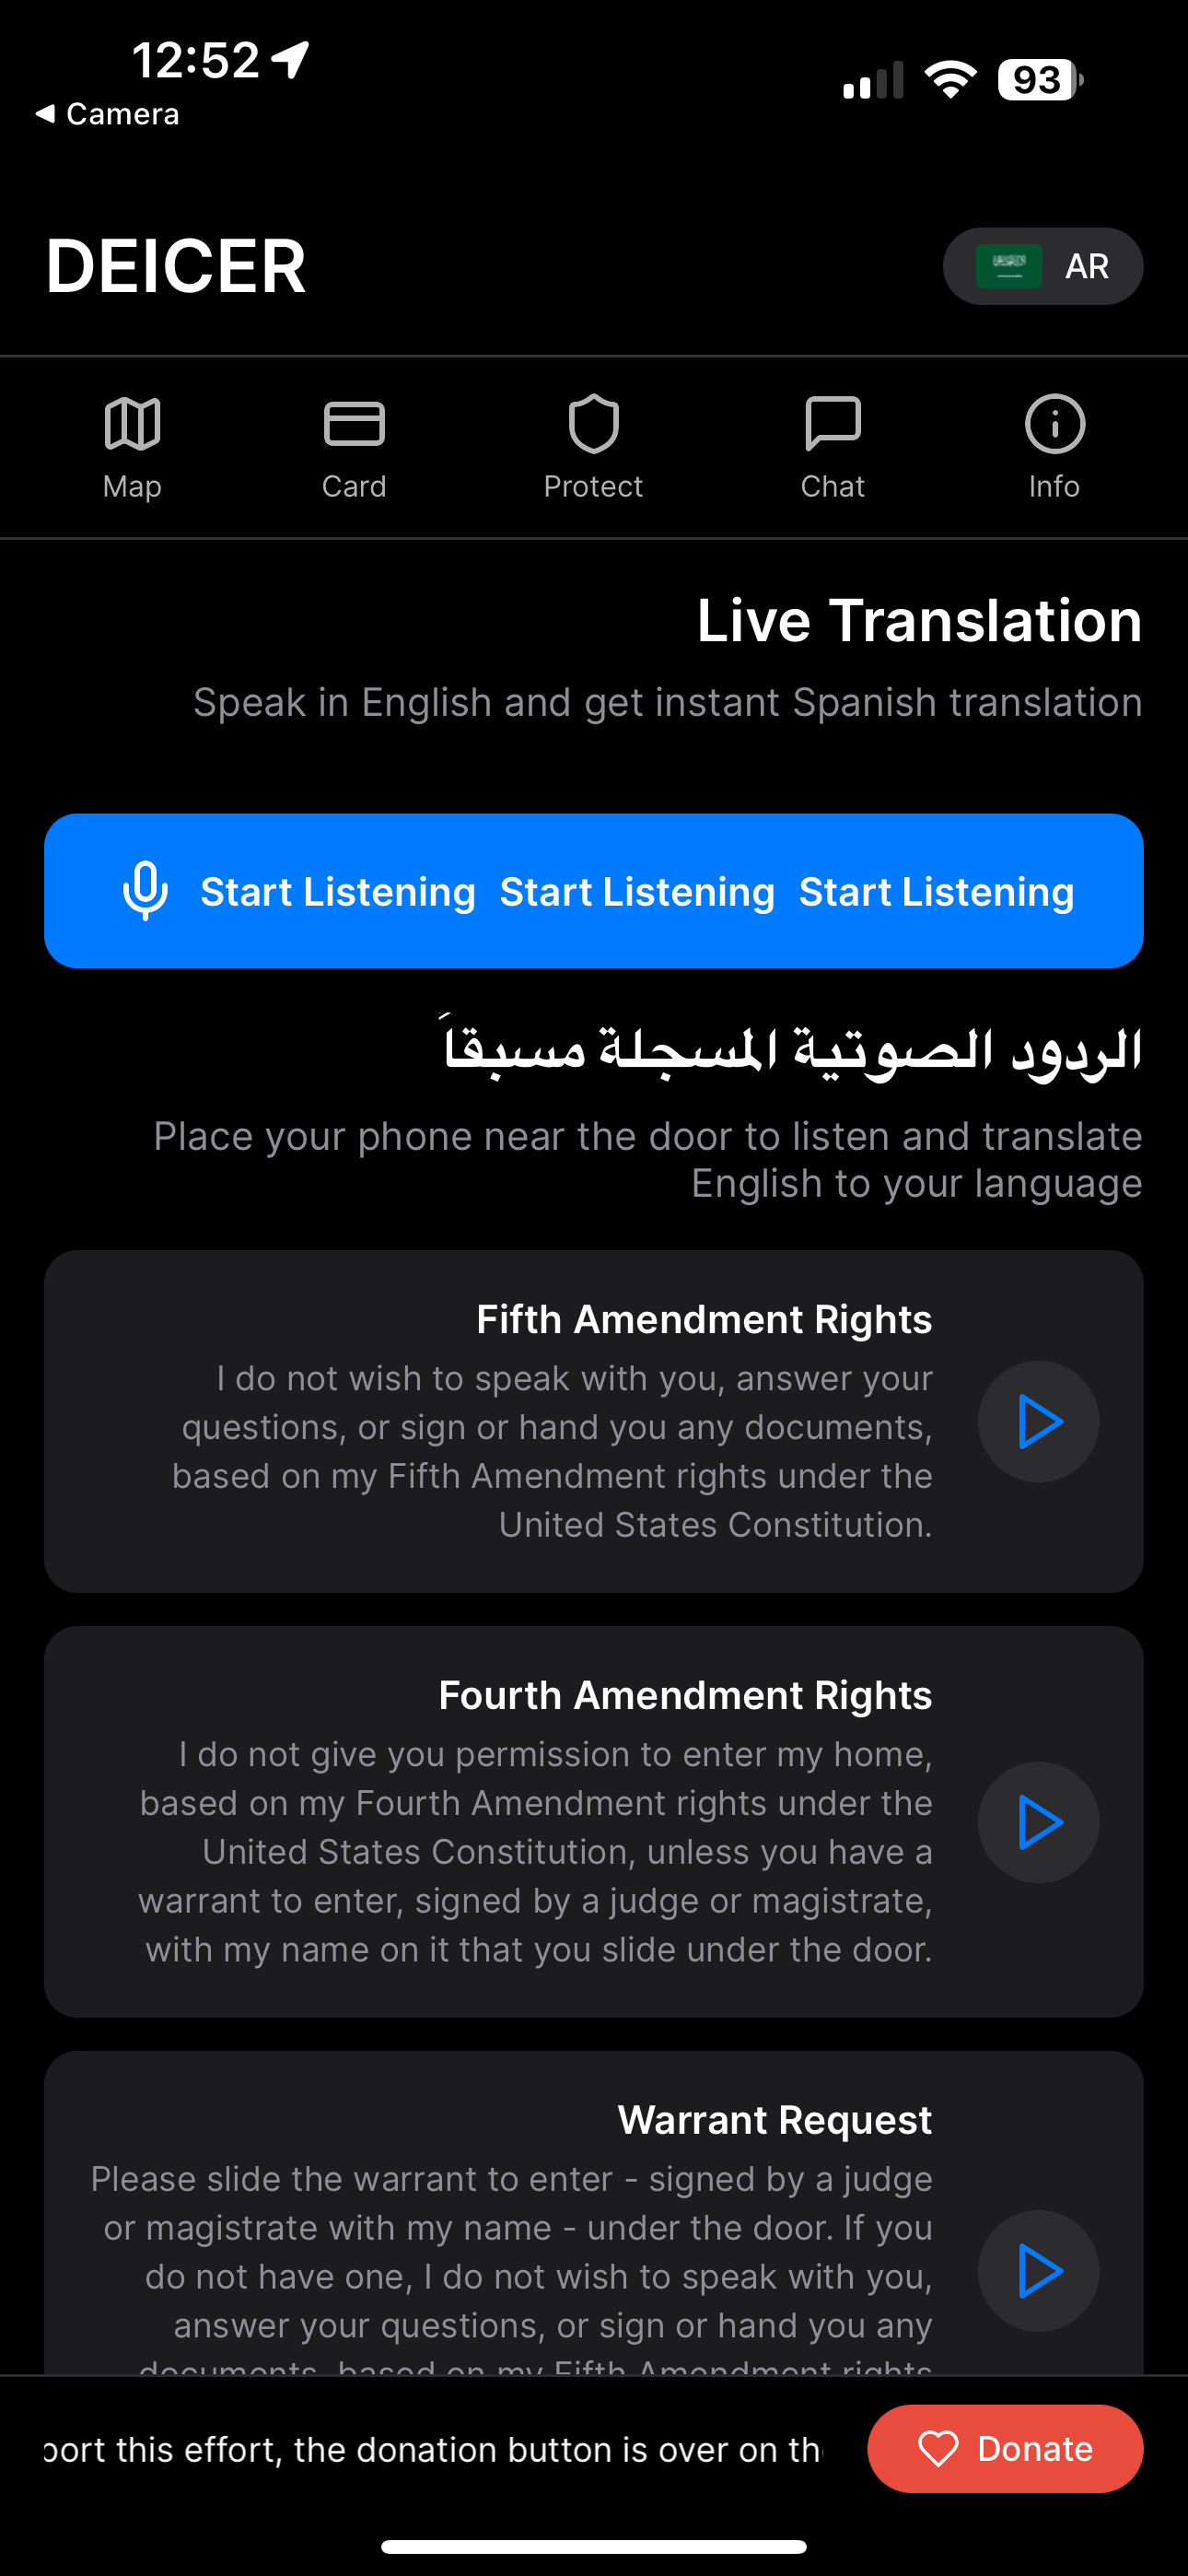 12:52
Camera
93
DEICER
AR
Map
Card
Protect
Chat
Info
Live Translation
Speak in English and get instant Spanish translation
Start Listening Start Listening Start Listening
الردود الصوتية المسجلة مسبقاً
Place your phone near the door to listen and translate
English to your language
Fifth Amendment Rights
I do not wish to speak with you, answer your
questions, or sign or hand you any documents,
based on my Fifth Amendment rights under the
United States Constitution.
Fourth Amendment Rights
I do not give you permission to enter my home,
based on my Fourth Amendment rights under the
United States Constitution, unless you have a
warrant to enter, signed by a judge or magistrate,
with my name on it that you slide under the door.
Warrant Request
Please slide the warrant to enter - signed by a judge
or magistrate with my name - under the door. If you
do not have one, I do not wish to speak with you,
answer your questions, or sign or hand you any
documents, based on my Fifth Amendment rights
port this effort, the donation button is over on th
Donate